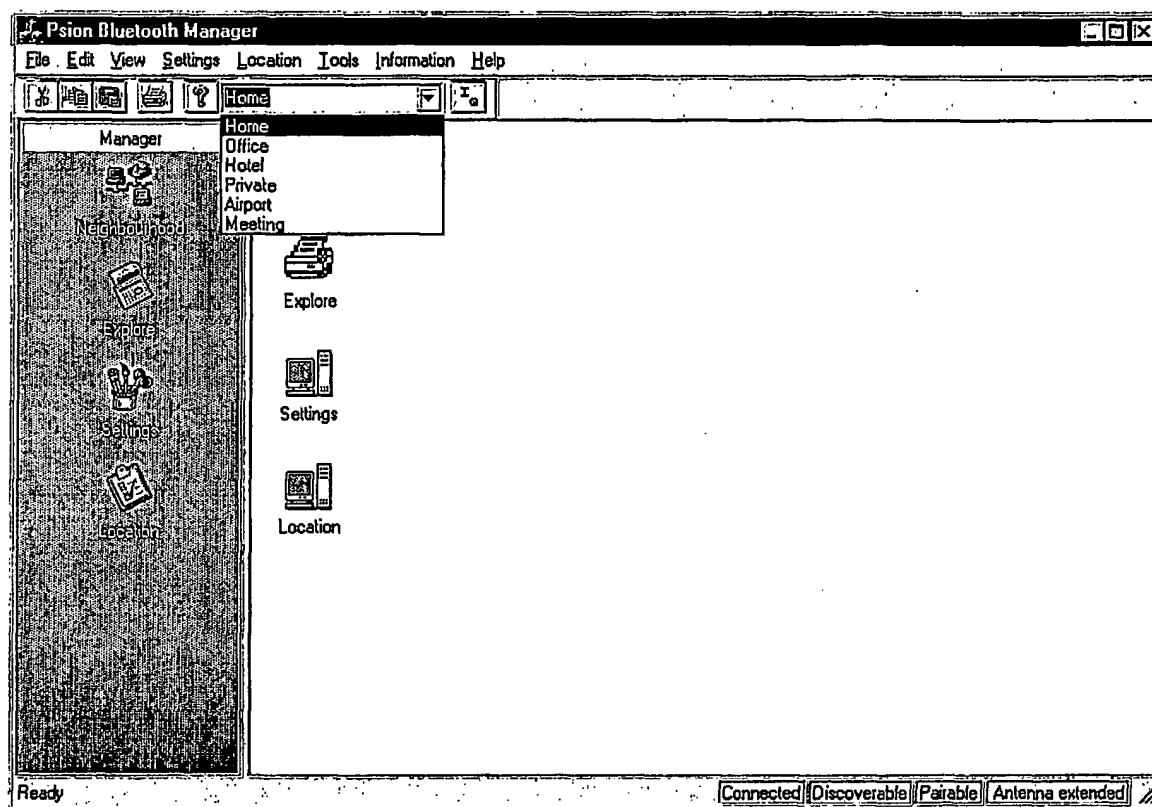 Psion Bluetooth Manager
File Edit View Settings Location Tools Information Help
Home
Manager
Home
Office
Hotel
Private
Airport
Meeting
Neighbourhood
Explore
Settings
Location
Explore
Settings
Location
Ready
Connected Discoverable Pairable Antenna extended